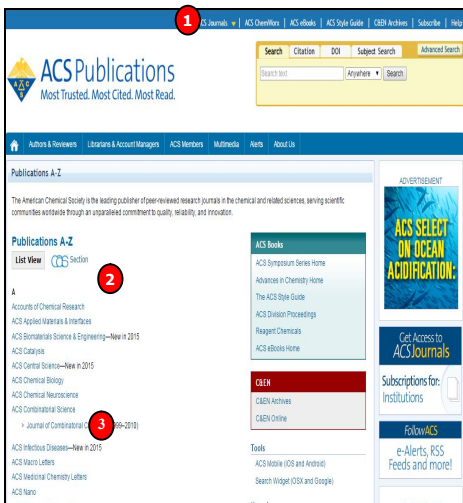 1
ACS Journals | ACS ChemWorx | ACS eBooks | ACS Style Guide | C&EN Archives | Subscribe | Help
ACS Publications
Most Trusted. Most Cited. Most Read.
Search Citation DOI Subject Search Advanced Search
Search text Anywhere Search
Authors & Reviewers Librarians & Account Managers ACS Members Multimedia Alerts About Us
Publications A-Z
The American Chemical Society is the leading publisher of peer-reviewed research journals in the chemical and related sciences, serving scientific
communities worldwide through an unparalleled commitment to quality, reliability, and innovation.
Publications A-Z
List View CAS Section
2
A
Accounts of Chemical Research
ACS Applied Materials & Interfaces
ACS Biomaterials Science & Engineering—New in 2015
ACS Catalysis
ACS Central Science—New in 2015
ACS Chemical Biology
ACS Chemical Neuroscience
ACS Combinatorial Science
> Journal of Combinatorial 3 999–2010)
ACS Infectious Diseases—New in 2015
ACS Macro Letters
ACS Medicinal Chemistry Letters
ACS Nano
ACS Books
ACS Symposium Series Home
Advances in Chemistry Home
The ACS Style Guide
ACS Division Proceedings
Reagent Chemicals
ACS eBooks Home
C&EN
C&EN Archives
C&EN Online
Tools
ACS Mobile (iOS and Android)
Search Widget (OSX and Google)
ADVERTISEMENT
ACS SELECT
ON OCEAN
ACIDIFICATION:
Get Access to
ACS Journals
Subscriptions for:
Institutions
Follow ACS
e-Alerts, RSS
Feeds and more!